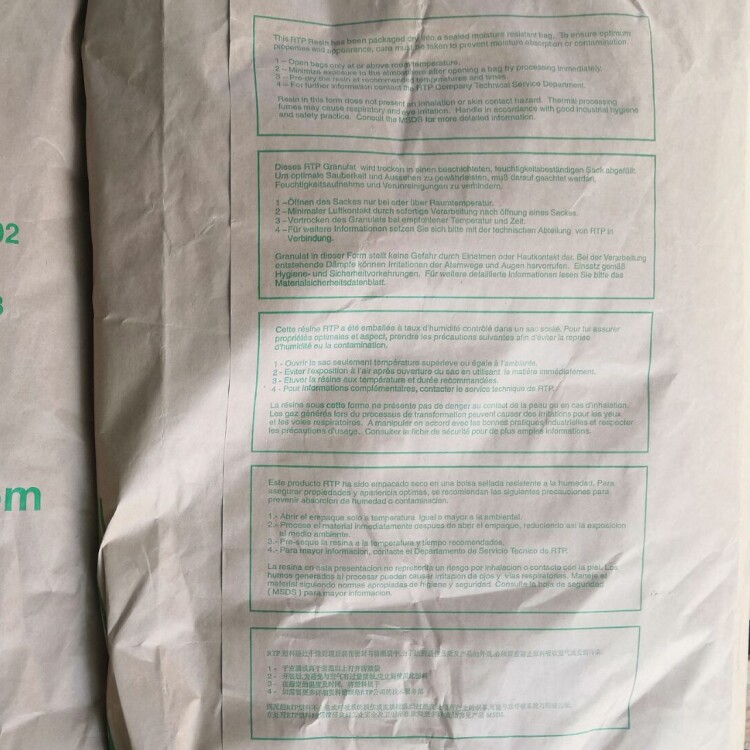 02
3
om
This RTP Resin has been packaged dry into a sealed moisture resistant bag. To ensure optimum
properties and appearance, care must be taken to prevent moisture absorption or contamination.
1 - Open bags only at or above room temperature.
2 - Minimize exposure to the atmosphere after opening a bag by processing immediately.
3 - Pre-dry the resin at recommended temperatures and times.
4 - For further information contact the RTP Company Technical Service Department.
Resin in this form does not present an inhalation or skin contact hazard. Thermal processing
fumes may cause respiratory and eye irritation. Handle in accordance with good industrial hygiene
and safety practice. Consult the MSDS for more detailed information.
Dieses RTP Granulat wird trocken in einen beschichteten, feuchtigkeitsbeständigen Sack abgefüllt.
Um optimale Sauberkeit und Aussehen zu gewährleisten, muß darauf geachtet werden,
Feuchtigkeitsaufnahme und Verunreinigungen zu verhindern.
1 -Öffnen des Sackes nur bei oder über Raumtemperatur.
2 - Minimaler Luftkontakt durch sofortige Verarbeitung nach öffnung eines Sackes.
3 - Vortrocken des Granulats bei empfohlener Temperatur und Zeit.
4 - Für weitere Informationen setzen Sie sich bitte mit der technischen Abteilung von RTP in
Verbindung.
Granulat in dieser Form stellt keine Gefahr durch Einatmen oder Hautkontakt dar. Bei der Verarbeitung
entstehende Dämpfe können Irritationen der Atemwege und Augen hervorrufen. Einsatz gemäß
Hygiene- und Sicherheitvorkehrungen. Für weitere detaillierte Informationen lesen Sie bitte das
Materialsicherheitsdatenblatt.
Cette résine RTP a été emballée à taux d'humidité contrôlé dans un sac scellé. Pour lui assurer
propriétés optimales et aspect, prendre les précautions suivantes afin d'éviter la reprise
d'humidité ou la contamination.
1 - Ouvrir le sac seulement température supérieure ou égale à l'ambiante.
2 - Eviter l'exposition à l'air après ouverture du sac en utilisant la matière immédiatement.
3 - Etuver la résine aux température et durée recommandées
4 - Pour informations complémentaires, contacter le service technique de RTP.
La résine sous cette forme ne présente pas de danger au contact de la peau ou en cas d'inhalation.
Les gaz générés lors du processus de transformation peuvent causer des irritations pour les yeux
et les voies respiratoires. A manipuler en accord avec les bonnes pratiques industrielles et respecter
les précautions d'usage. Consulter la fiche de sécurité pour de plus amples informations.
Este producto RTP ha sido empacado seco en una bolsa sellada resistente a la humedad. Para
asegurar propiedades y apariencia optimas, se recomiendan las siguientes precauciones para
prevenir absorción de humedad o contaminación.
1 - Abrir el empaque solo a temperatura igual o mayor a la ambiental.
2 - Procese el material inmediatamente despues de abrir el empaque, reduciendo asi la exposicion
al medio ambiente.
3 - Pre-seque la resina a la temperatura y tiempo recomendados.
4 - Para mayor informacion, contacte el Departamento de Servicio Tecnico de RTP.
La resina en esta presentacion no representa un riesgo por inhalacion o contacto con la piel. Los
humos generados al procesar pueden causar irritazion de ojos y vias respiratorias. Maneje el
material siguiendo normas apropiadas de higiene y seguridad. Consulte la hoja de seguridad
( MSDS ) para mayor informacion.
1 -
2 -
3 -
4 -